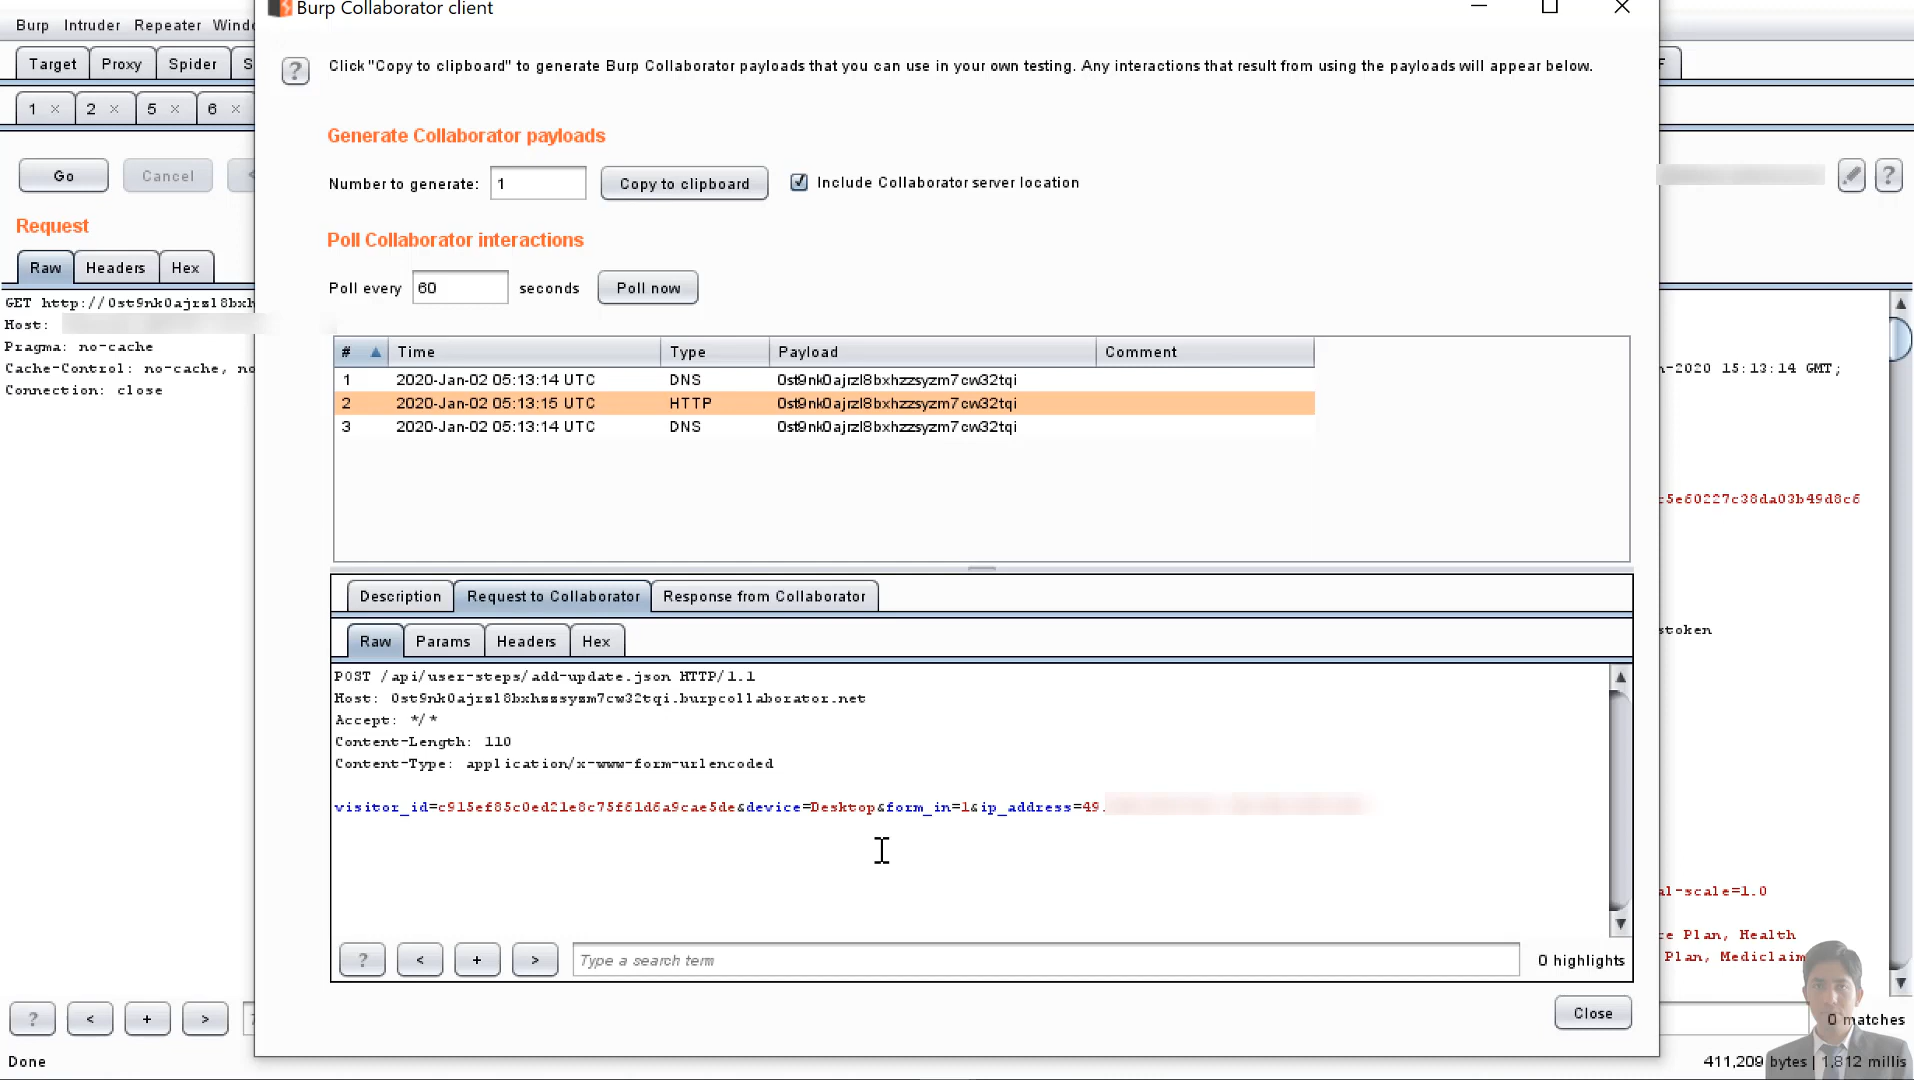 Burp Collaborator client
Burp Intruder Repeater Windo
Target Proxy Spider S
1 × 2 × 5 × 6 ×
Click "Copy to clipboard" to generate Burp Collaborator payloads that you can use in your own testing. Any interactions that result from using the payloads will appear below.
Generate Collaborator payloads
Number to generate: 1 Copy to clipboard Include Collaborator server location
Go Cancel <
Request
Poll Collaborator interactions
Raw Headers Hex
Poll every 60 seconds Poll now
GET http://0st9nk0ajrzl8bxh
Host:
Pragma: no-cache
Cache-Control: no-cache, no
Connection: close
# Time Type Payload Comment
1 2020-Jan-02 05:13:14 UTC DNS 0st9nk0ajrzl8bxhzzsyzm7cw32tqi
2 2020-Jan-02 05:13:15 UTC HTTP 0st9nk0ajrzl8bxhzzsyzm7cw32tqi
3 2020-Jan-02 05:13:14 UTC DNS 0st9nk0ajrzl8bxhzzsyzm7cw32tqi
n-2020 15:13:14 GMT;
c5e60227c38da03b49d8c6
stoken
al-scale=1.0
ce Plan, Health
Plan, Mediclaim
Description Request to Collaborator Response from Collaborator
Raw Params Headers Hex
POST /api/user-steps/add-update.json HTTP/1.1
Host: 0st9nk0ajrzl8bxhzzsyzm7cw32tqi.burpcollaborator.net
Accept: */*
Content-Length: 110
Content-Type: application/x-www-form-urlencoded
visitor_id=c915ef85c0ed21e8c75f61d6a9cae5de&device=Desktop&form_in=1&ip_address=49.
? < + > Type a search term 0 highlights
Close
? < + > 0 matches
Done 411,209 bytes | 1,812 millis